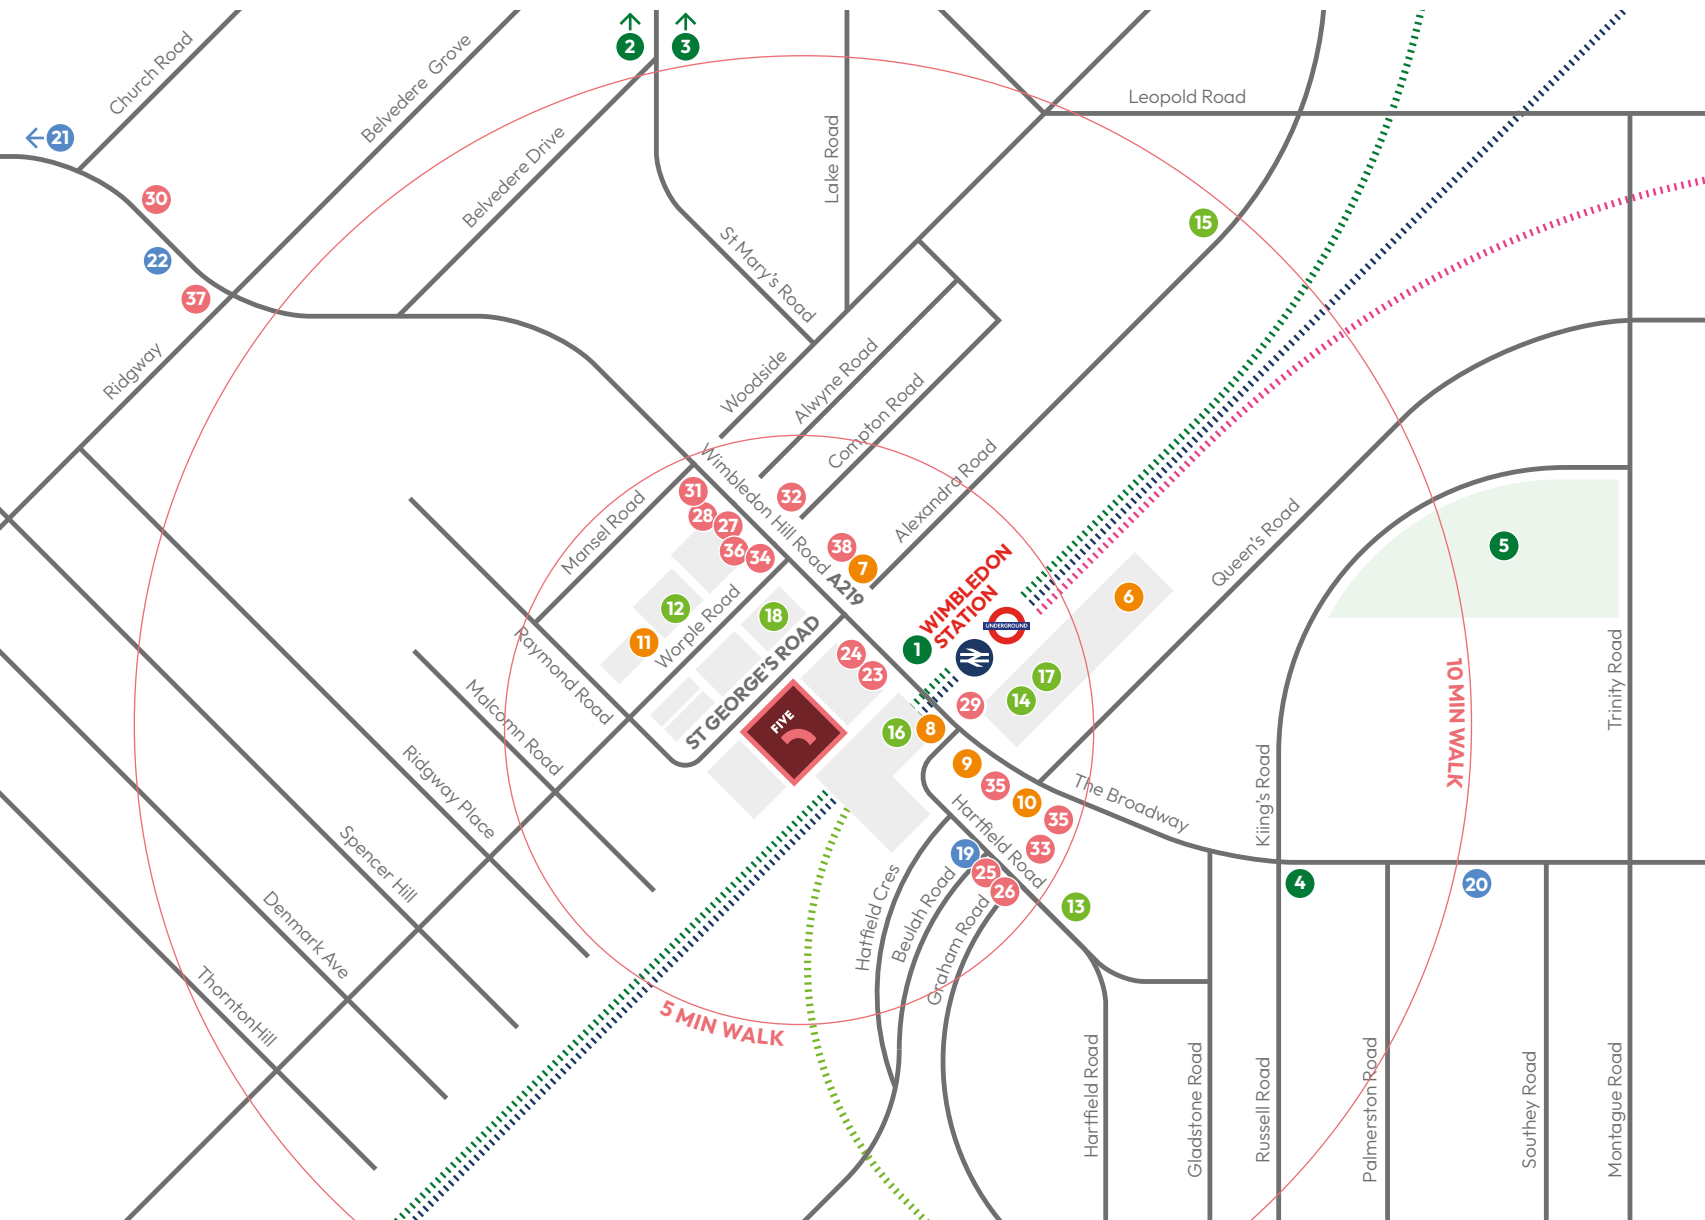 2
3
Church Road
Belvedere Grove
Leopold Road
21
Belvedere Drive
Lake Road
30
15
22
St Mary's Road
37
Ridgway
Woodside
Alwyne Road
Compton Road
Wimbledon Hill Road
A219
Alexandra Road
31
32
28
27
Mansel Road
36
34
38
7
5
Queen's Road
WIMBLEDON
STATION
UNDERGROUND
6
12
18
11
Worple Road
ST GEORGE'S ROAD
1
24
23
17
14
29
Raymond Road
FIVE
16
8
10 MIN WALK
Trinity Road
Malcomn Road
9
35
10
35
The Broadway
Kiing's Road
Ridgway Place
Hartfield Road
33
19
25
26
13
4
20
Spencer Hill
Hatfield Cres
Beulah Road
Graham Road
Denmark Ave
ThorntonHill
5 MIN WALK
Hartfield Road
Gladstone Road
Russell Road
Palmerston Road
Southey Road
Montague Road